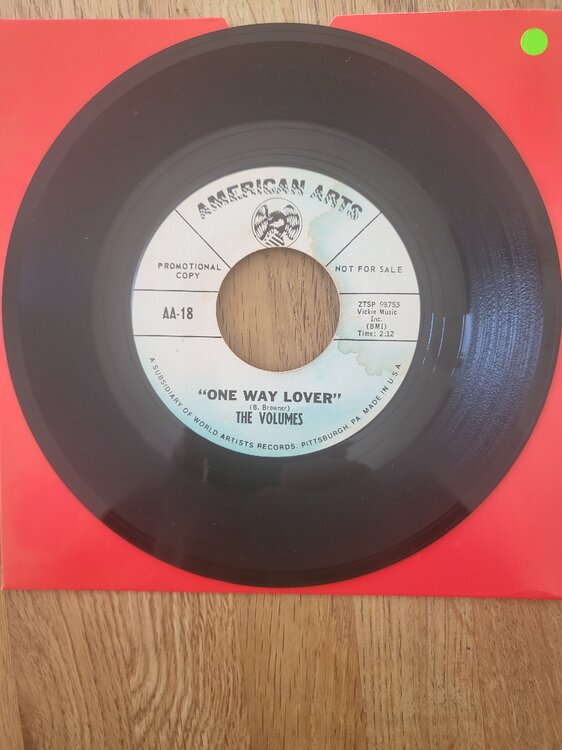 AMERICAN ARTS
PROMOTIONAL
COPY
NOT FOR SALE
AA-18
ZTSP 98753
Vickie Music
Inc.
(BMI)
Time: 2:12
"ONE WAY LOVER"
(B. Browner)
THE VOLUMES
A SUBSIDIARY OF WORLD ARTISTS RECORDS, PITTSBURGH, PA. MADE IN U.S.A